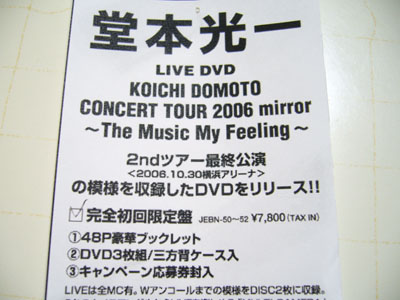 堂本光一
LIVE DVD
KOICHI DOMOTO
CONCERT TOUR 2006 mirror
～The Music My Feeling～
2ndツアー最終公演
＜2006.10.30横浜アリーナ＞
の模様を収録したDVDをリリース!!
完全初回限定盤 JEBN-50～52 ¥7,800(TAX IN)
①48P豪華ブックレット
②DVD3枚組/三方背ケース入
③キャンペーン応募券封入
LIVEは全MC有。Wアンコールまでの模様をDISC2枚に収録。